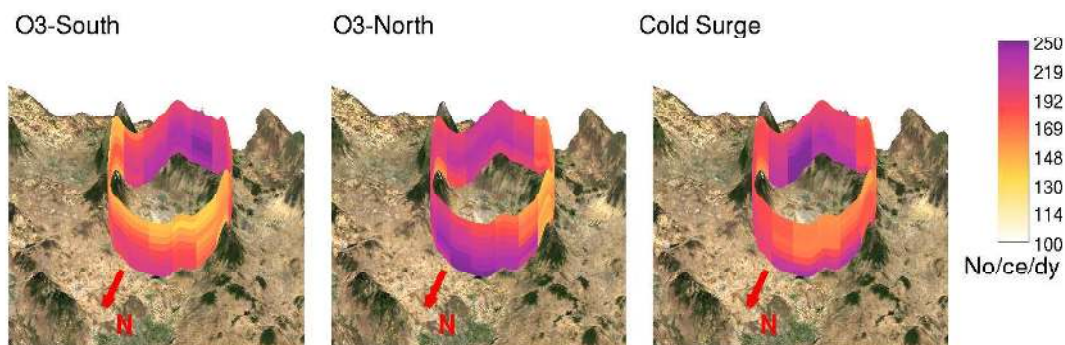 O3-South
O3-North
Cold Surge
250
219
192
169
148
130
114
100
No/ce/dy
N
N
N